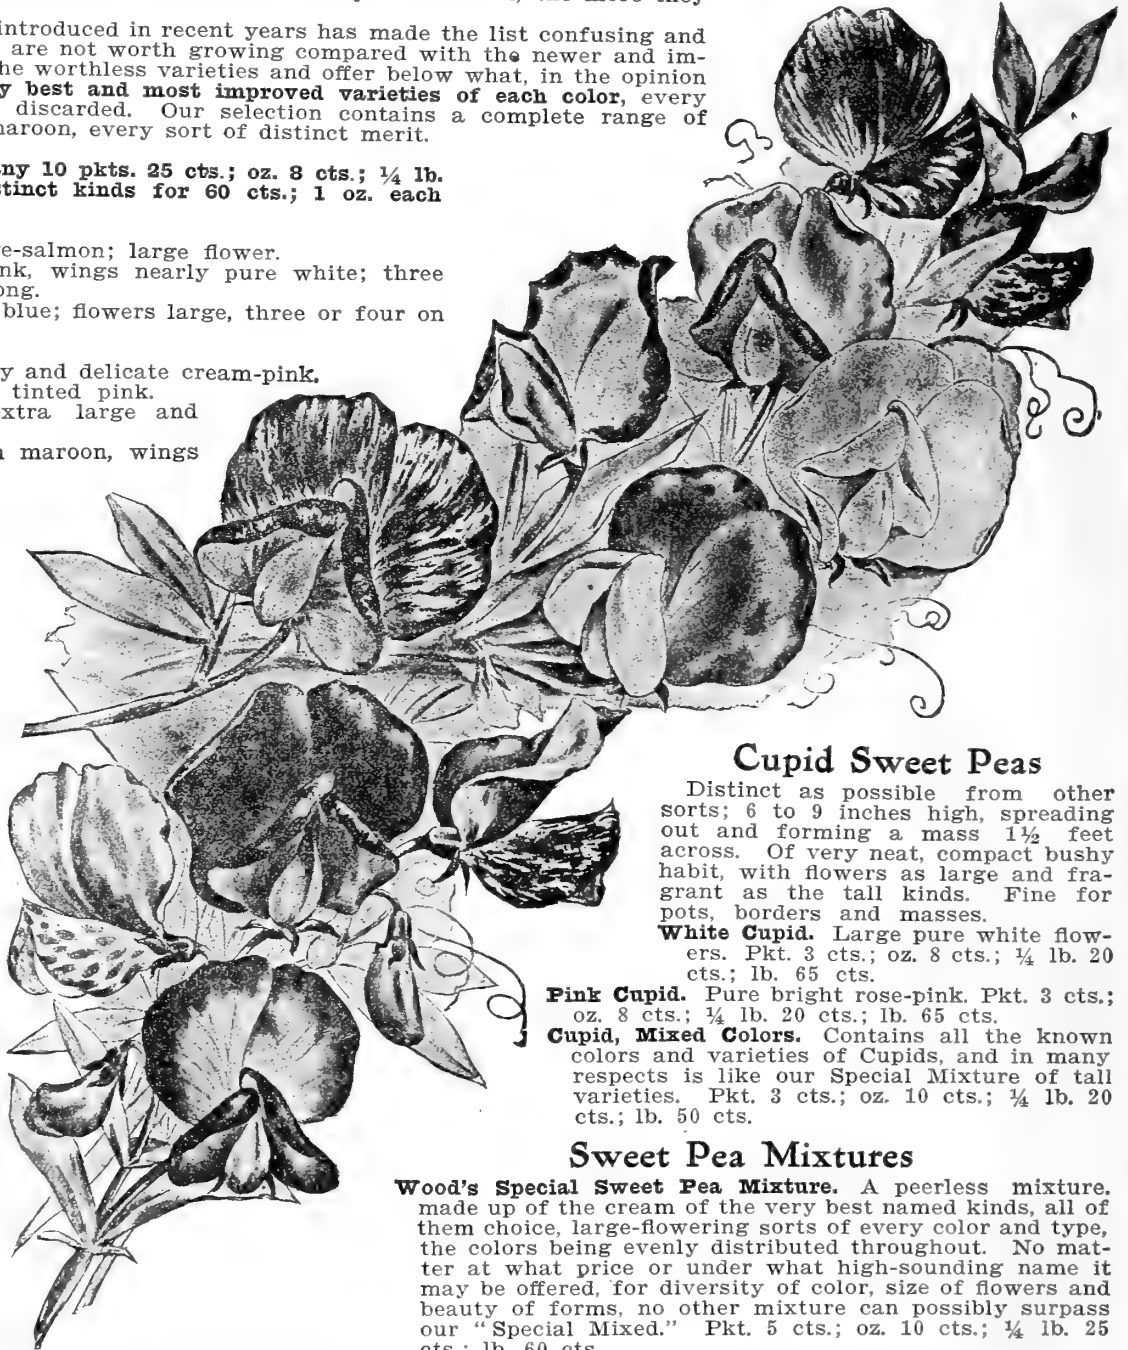 introduced in recent years has made the list confusing and
are not worth growing compared with the newer and im-
he worthless varieties and offer below what, in the opinion
y best and most improved varieties of each color, every
discarded. Our selection contains a complete range of
naroon, every sort of distinct merit.
ny 10 pkts. 25 cts.; oz. 8 cts.; ¼ lb.
tinct kinds for 60 cts.; 1 oz. each
e-salmon; large flower.
nk, wings nearly pure white; three
ong.
blue; flowers large, three or four on
y and delicate cream-pink.
tinted pink.
extra large and
maroon, wings
Cupid Sweet Peas
Distinct as possible from other
sorts; 6 to 9 inches high, spreading
out and forming a mass 1½ feet
across. Of very neat, compact bushy
habit, with flowers as large and fra-
grant as the tall kinds. Fine for
pots, borders and masses.
White Cupid. Large pure white flow-
ers. Pkt. 3 cts.; oz. 8 cts.; ¼ lb. 20
cts.; lb. 65 cts.
Pink Cupid. Pure bright rose-pink. Pkt. 3 cts.;
oz. 8 cts.; ¼ lb. 20 cts.; lb. 65 cts.
Cupid, Mixed Colors. Contains all the known
colors and varieties of Cupids, and in many
respects is like our Special Mixture of tall
varieties. Pkt. 3 cts.; oz. 10 cts.; ¼ lb. 20
cts.; lb. 50 cts.
Sweet Pea Mixtures
Wood's Special Sweet Pea Mixture. A peerless mixture.
made up of the cream of the very best named kinds, all of
them choice, large-flowering sorts of every color and type,
the colors being evenly distributed throughout. No mat-
ter at what price or under what high-sounding name it
may be offered, for diversity of color, size of flowers and
beauty of forms, no other mixture can possibly surpass
our "Special Mixed." Pkt. 5 cts.; oz. 10 cts.; ¼ lb. 25
cts.; lb. 60 cts.